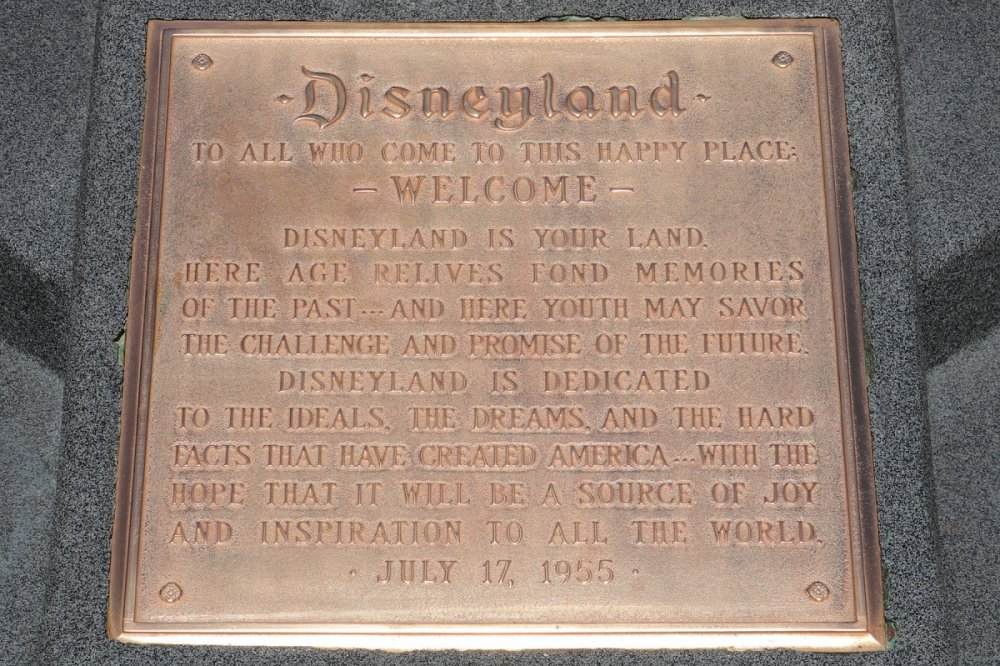 Disneyland
TO ALL WHO COME TO THIS HAPPY PLACE:
– WELCOME –
DISNEYLAND IS YOUR LAND.
HERE AGE RELIVES FOND MEMORIES
OF THE PAST...AND HERE YOUTH MAY SAVOR
THE CHALLENGE AND PROMISE OF THE FUTURE.
DISNEYLAND IS DEDICATED
TO THE IDEALS, THE DREAMS, AND THE HARD
FACTS THAT HAVE CREATED AMERICA...WITH THE
HOPE THAT IT WILL BE A SOURCE OF JOY
AND INSPIRATION TO ALL THE WORLD.
· JULY 17, 1955 ·